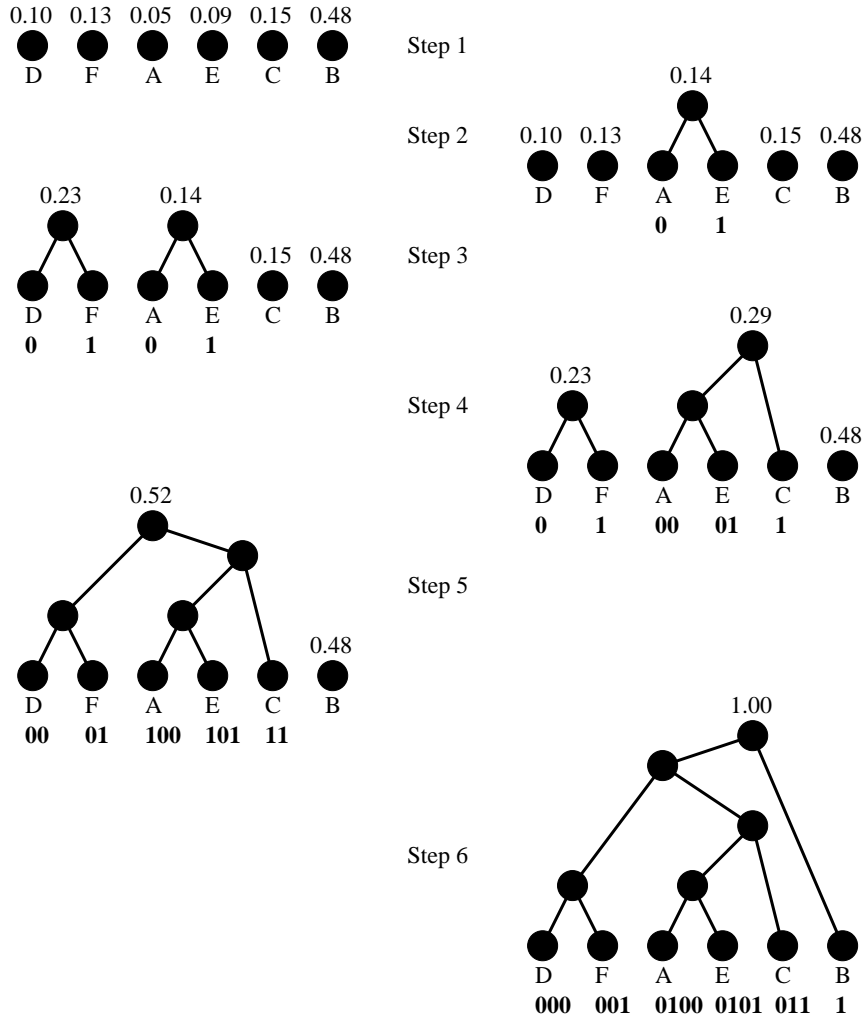 0.10 0.13 0.05 0.09 0.15 0.48
Step 1
D F A E C B
0.14
Step 2
0.10 0.13 0.15 0.48
D F A E C B
0 1
0.23 0.14
0.15 0.48
Step 3
D F A E C B
0 1 0 1
0.29
0.23
Step 4
0.48
D F A E C B
0 1 00 01 1
0.52
Step 5
0.48
D F A E C B
00 01 100 101 11
1.00
Step 6
D F A E C B
000 001 0100 0101 011 1